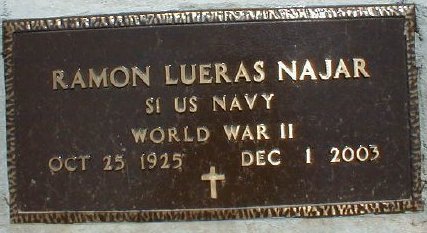 RAMON LUERAS NAJAR
S1 US NAVY
WORLD WAR II
OCT 25 1925 DEC 1 2003